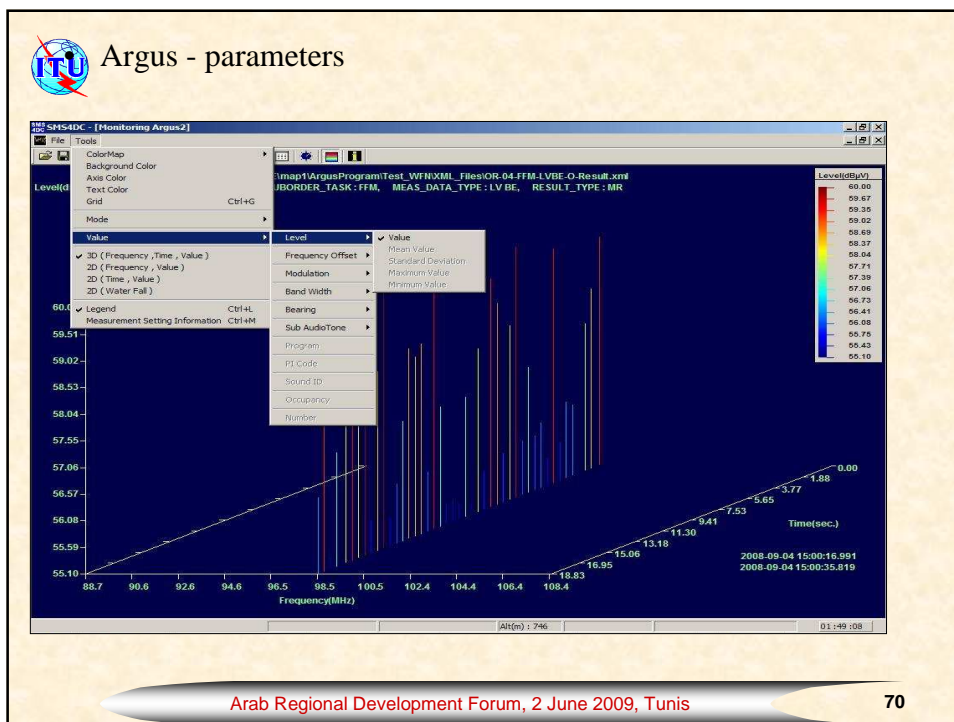 ITU
Argus - parameters
SMS4DC - [Monitoring Argus2]
File Tools
ColorMap
Background Color
Axis Color
Text Color
Grid Ctrl+G
Mode
Value
3D ( Frequency ,Time , Value )
2D ( Frequency , Value )
2D ( Time , Value )
2D ( Water Fall )
Legend Ctrl+L
Measurement Setting Information Ctrl+M
Level
Frequency Offset
Modulation
Band Width
Bearing
Sub AudioTone
Program
PI Code
Sound ID
Occupancy
Number
Value
Mean Value
Standard Deviation
Maximum Value
Minimum Value
\map1\ArgusProgram\Test_WFN\XML_Files\OR-04-FFM-LVBE-O-Result.xml
UBORDER_TASK : FFM, MEAS_DATA_TYPE : LV BE, RESULT_TYPE : MR
Level(d
Level(dBµV)
60.00
59.67
59.35
59.02
58.69
58.37
58.04
57.71
57.39
57.06
56.73
56.41
56.08
55.75
55.43
55.10
60.0
59.51
59.02
58.53
58.04
57.55
57.06
56.57
56.08
55.59
55.10
88.7 90.6 92.6 94.6 96.5 98.5 100.5 102.4 104.4 106.4 108.4
Frequency(MHz)
0.00
1.88
3.77
5.65
7.53
9.41
11.30
13.18
15.06
16.95
18.83
Time(sec.)
2008-09-04 15:00:16.991
2008-09-04 15:00:35.819
Alt(m) : 746
01 :49 :08
Arab Regional Development Forum, 2 June 2009, Tunis
70